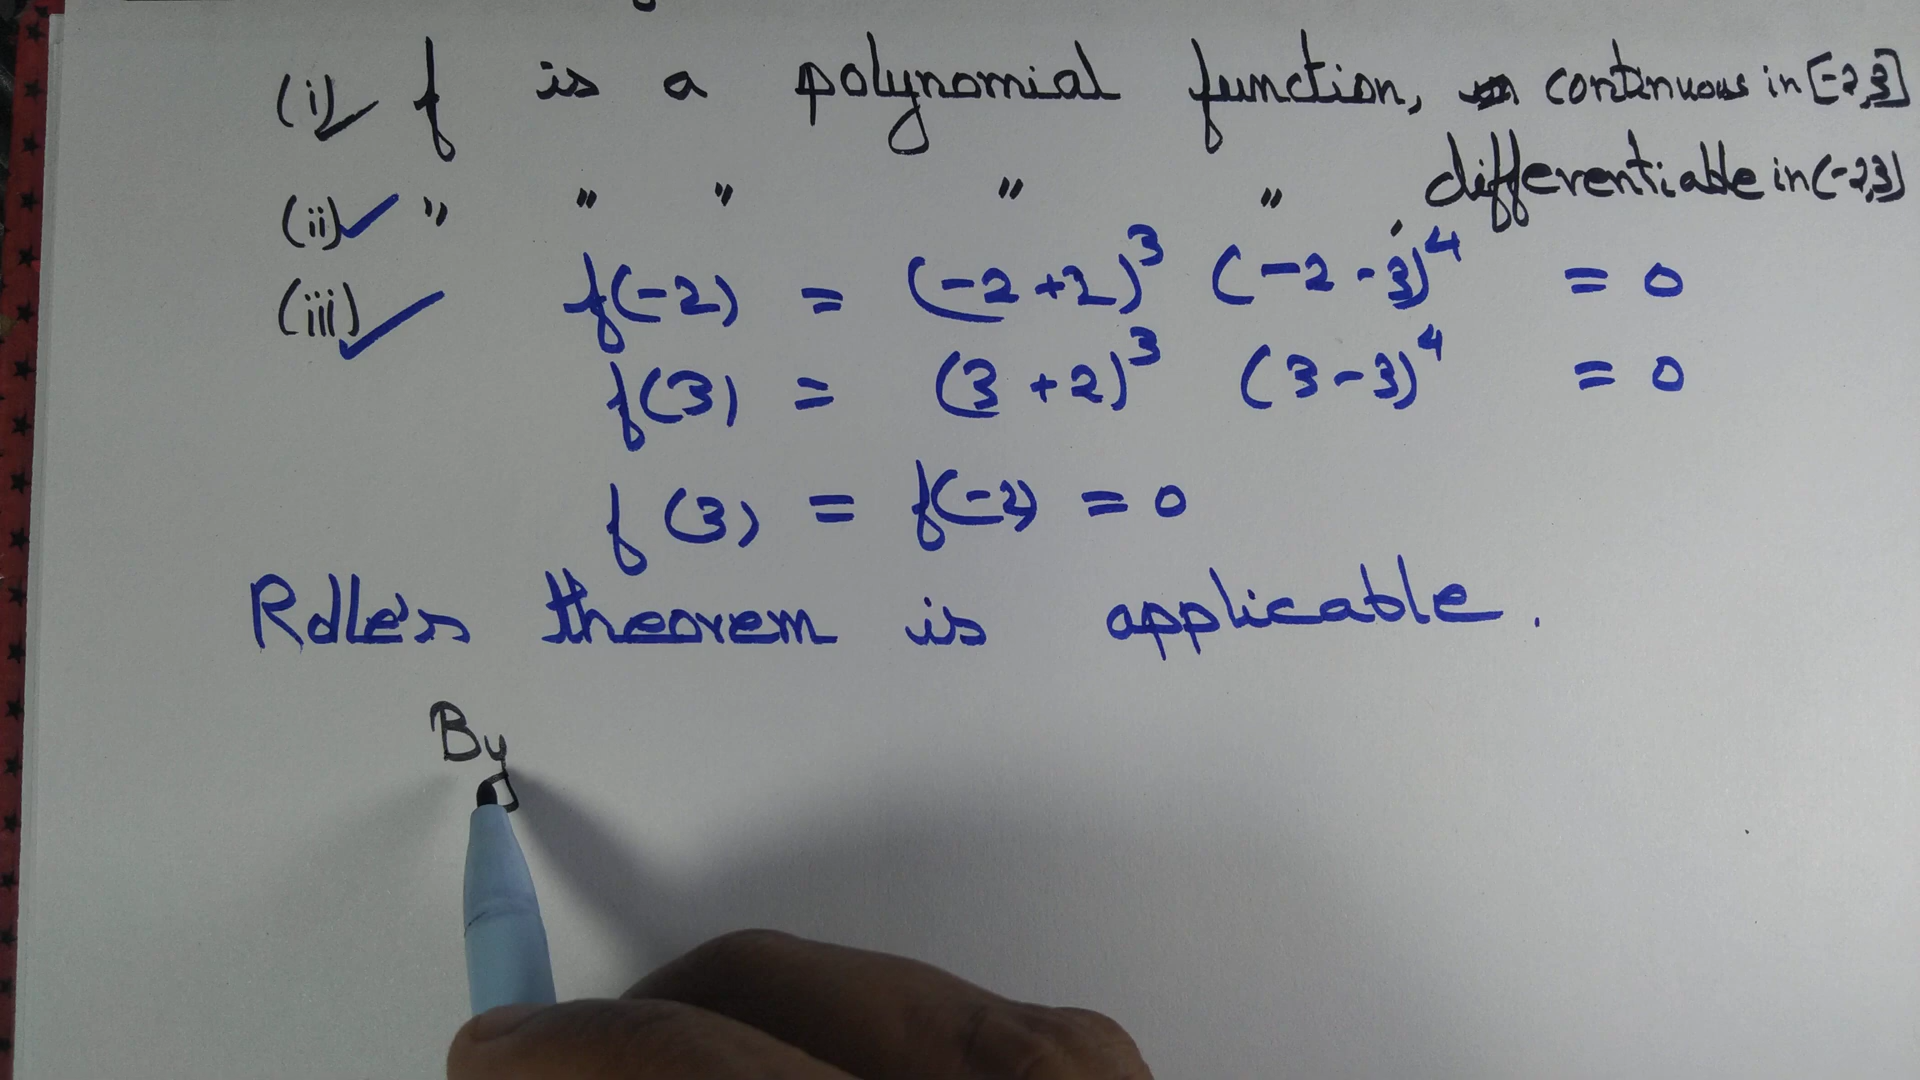 (i) f is a polynomial function, continuous in [-2,3]
(ii) " " " " " differentiable in (-2,3)
(iii) f(-2) = (-2+2)³ (-2-3)⁴ = 0
f(3) = (3+2)³ (3-3)⁴ = 0
f(3) = f(-2) = 0
Rolle's theorem is applicable.
By